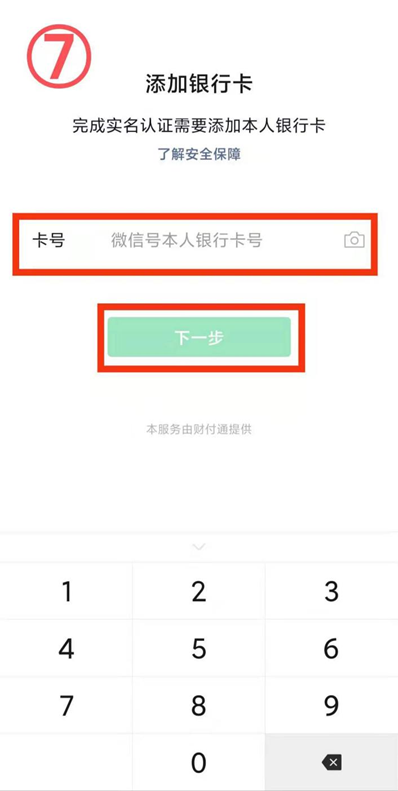 ⑦
添加银行卡
完成实名认证需要添加本人银行卡
了解安全保障
卡号 微信号本人银行卡号
下一步
本服务由财付通提供
1 2 3
4 5 6
7 8 9
0